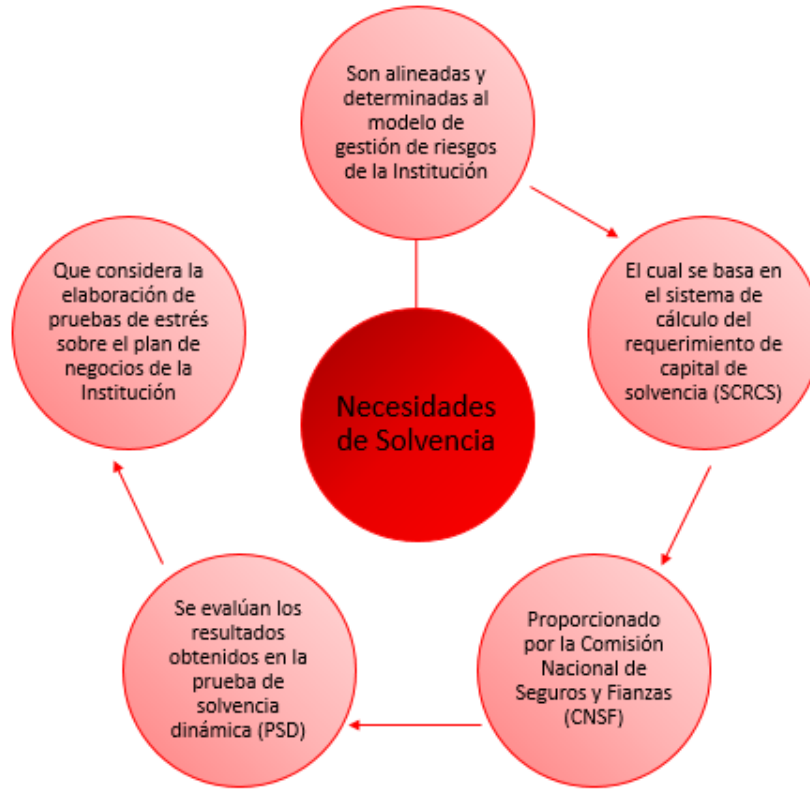 Son alineadas y
determinadas al
modelo de
gestión de riesgos
de la Institución
El cual se basa en
el sistema de
cálculo del
requerimiento de
capital de
solvencia (SCRCS)
Proporcionado
por la Comisión
Nacional de
Seguros y Fianzas
(CNSF)
Se evalúan los
resultados
obtenidos en la
prueba de
solvencia
dinámica (PSD)
Que considera la
elaboración de
pruebas de estrés
sobre el plan de
negocios de la
Institución
Necesidades
de Solvencia